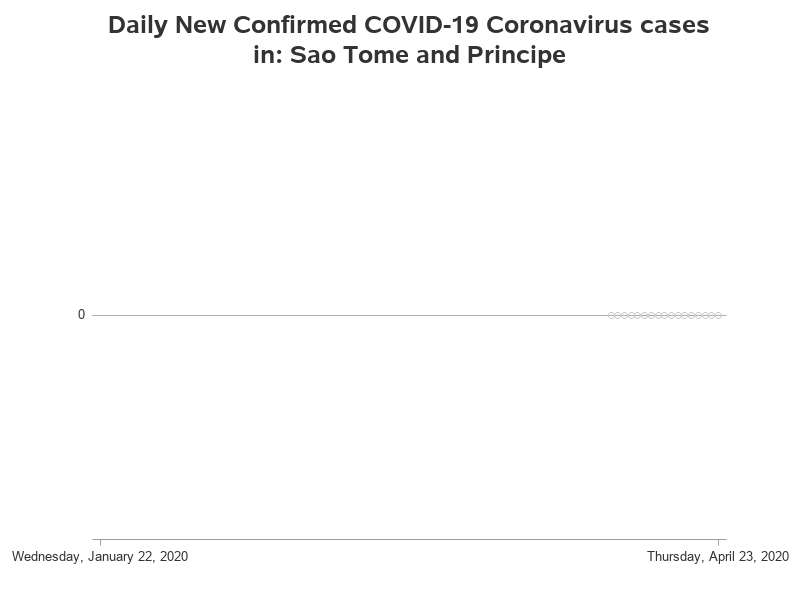 Daily New Confirmed COVID-19 Coronavirus cases
in: Sao Tome and Principe
0
Wednesday, January 22, 2020
Thursday, April 23, 2020